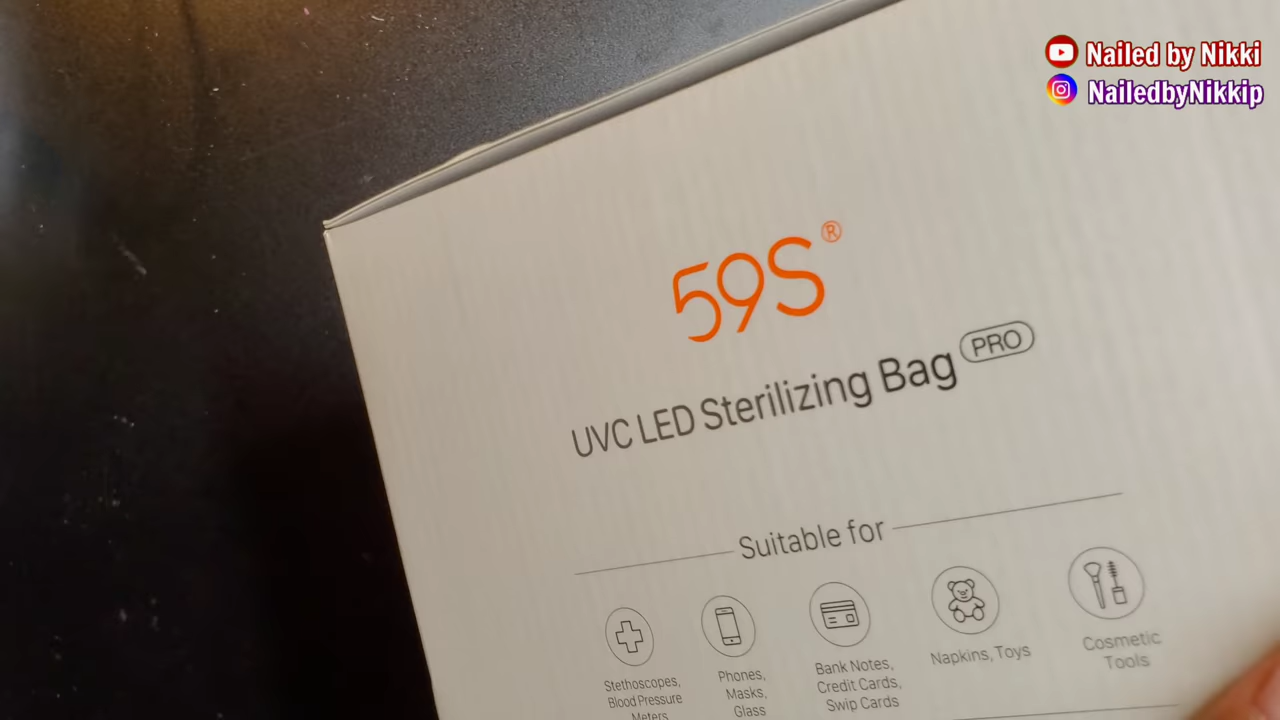 Nailed by Nikki
NailedbyNikkip
59S®
UVC LED Sterilizing Bag PRO
Suitable for
Stethoscopes,
Blood Pressure
Meters
Phones,
Masks,
Glass
Bank Notes,
Credit Cards,
Swip Cards
Napkins, Toys
Cosmetic
Tools